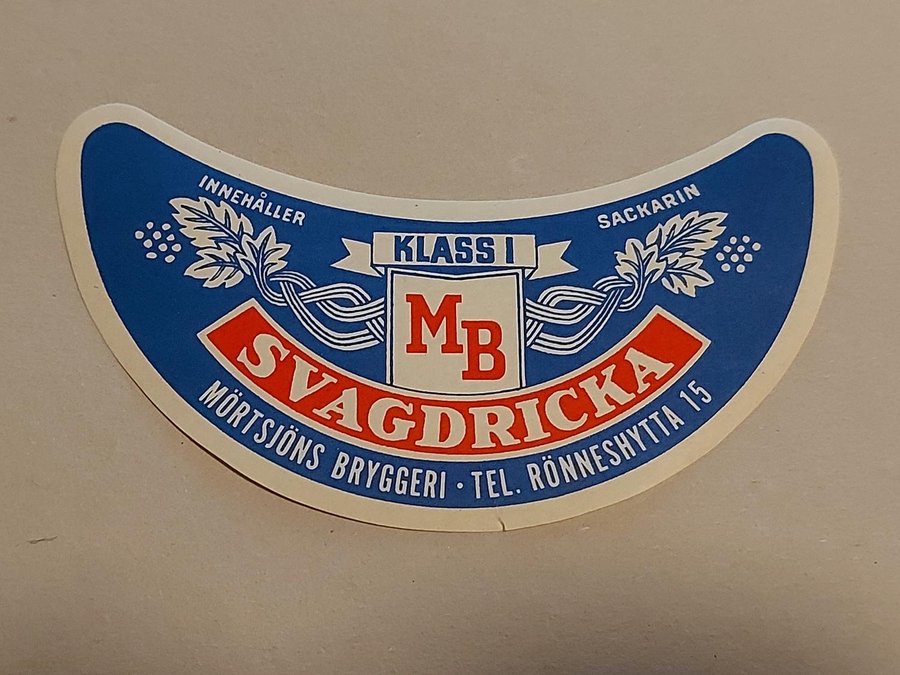 INNEHÅLLER SACKARIN
KLASS I
MB
SVAGDRICKA
MÖRTSJÖNS BRYGGERI · TEL. RÖNNESHYTTA 15